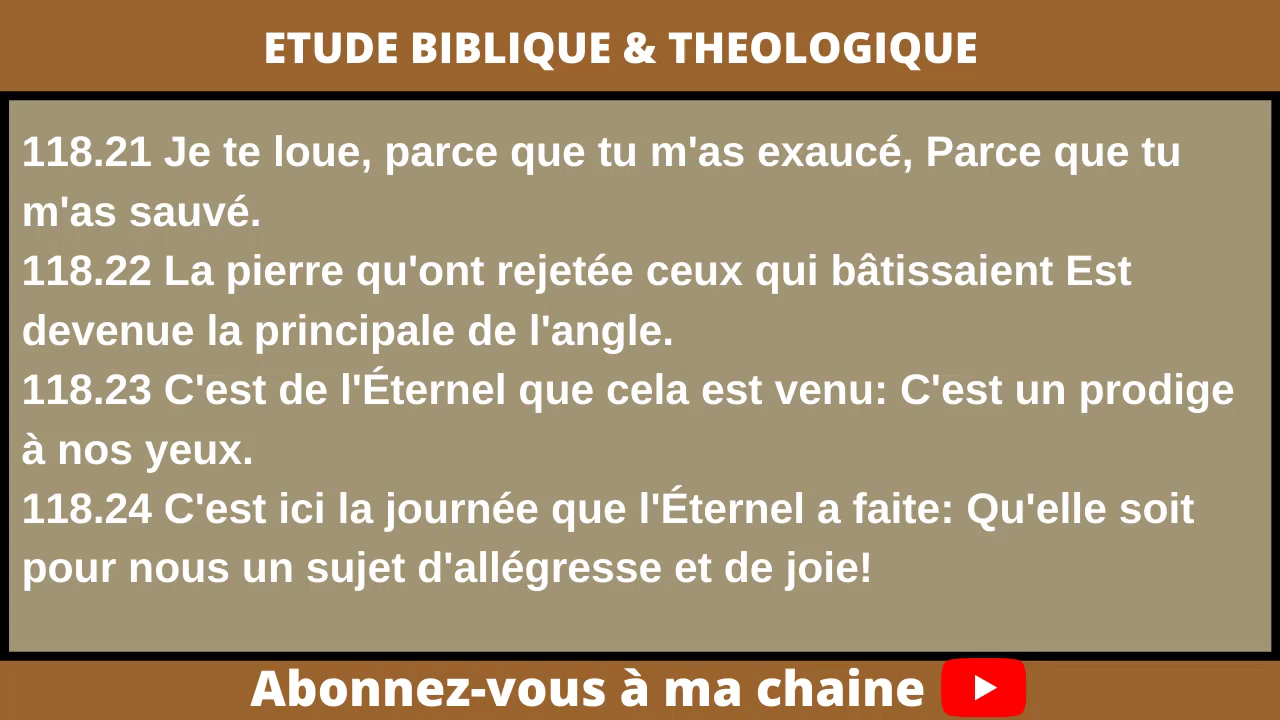 ETUDE BIBLIQUE & THEOLOGIQUE
118.21 Je te loue, parce que tu m'as exaucé, Parce que tu
m'as sauvé.
118.22 La pierre qu'ont rejetée ceux qui bâtissaient Est
devenue la principale de l'angle.
118.23 C'est de l'Éternel que cela est venu: C'est un prodige
à nos yeux.
118.24 C'est ici la journée que l'Éternel a faite: Qu'elle soit
pour nous un sujet d'allégresse et de joie!
Abonnez-vous à ma chaine